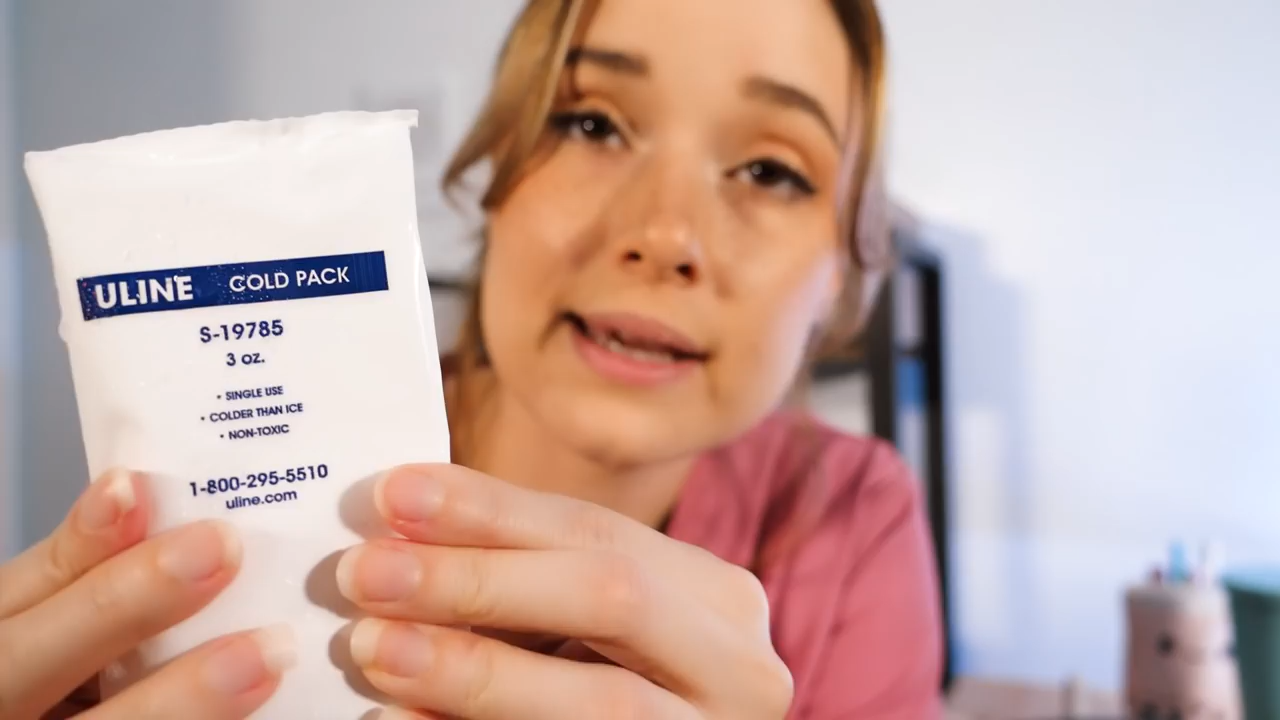 ULINE COLD PACK
S-19785
3 oz.
• SINGLE USE
• COLDER THAN ICE
• NON-TOXIC
1-800-295-5510
uline.com